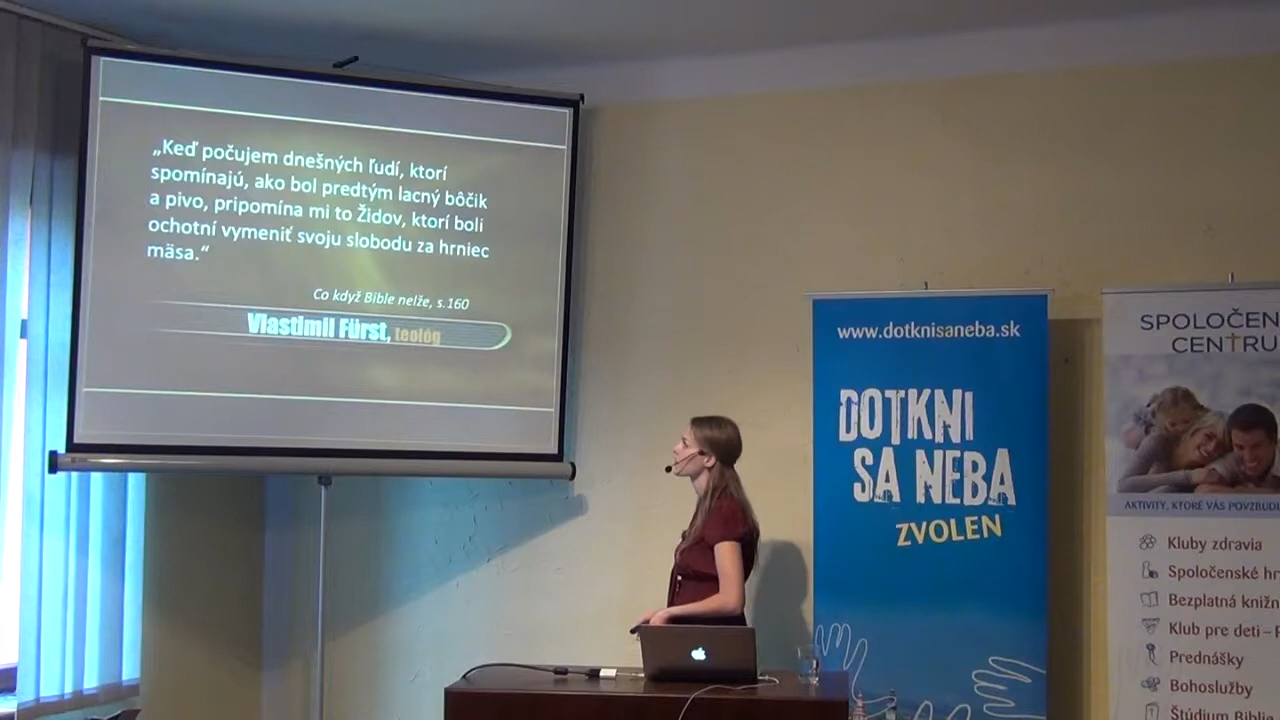 „Keď počujem dnešných ľudí, ktorí
spomínajú, ako bol predtým lacný bôčik
a pivo, pripomína mi to Židov, ktorí boli
ochotní vymeniť svoju slobodu za hrniec
mäsa.“
Co když Bible nelže, s.160
Vlastimil Fürst, teológ
www.dotknisaneba.sk
DOTKNI
SA NEBA
ZVOLEN
SPOLOČEN
CENTRU
AKTIVITY, KTORÉ VÁS POVZBUD
Kluby zdravia
Spoločenské hr
Bezplatná knižn
Klub pre deti – P
Prednášky
Bohoslužby
Štúdium Biblie